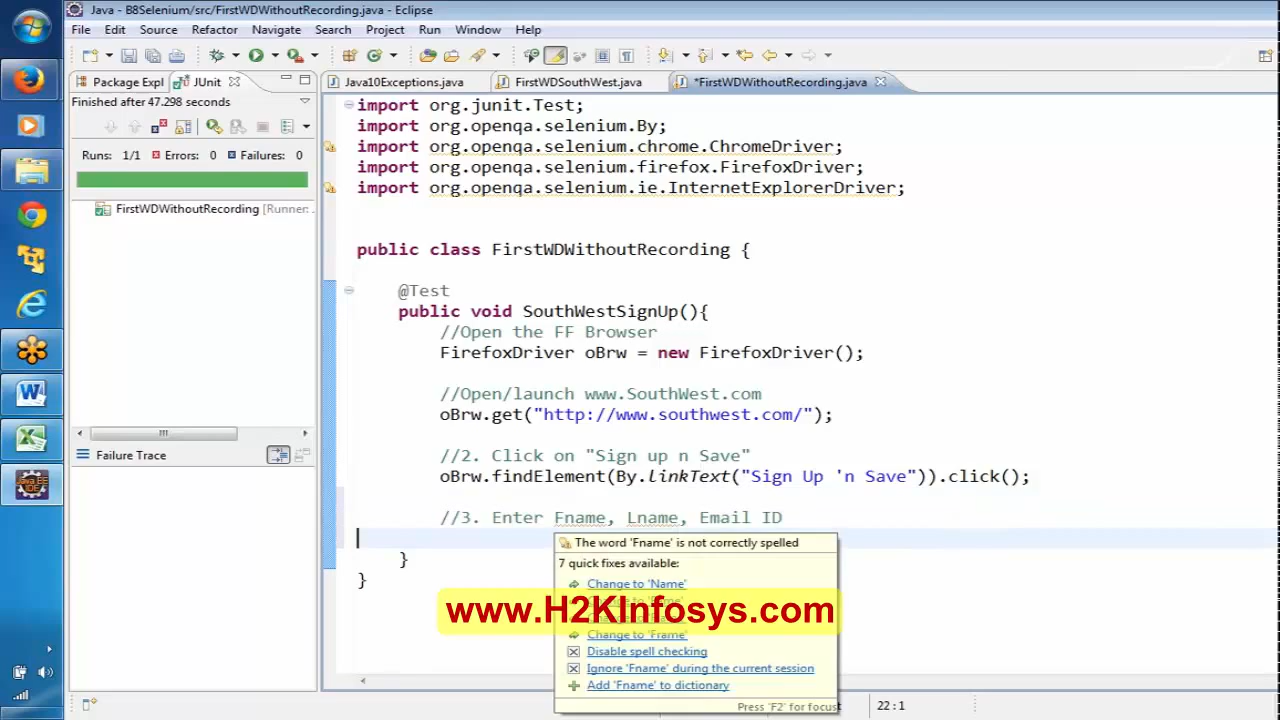 Java - B8Selenium/src/FirstWDWithoutRecording.java - Eclipse
File Edit Source Refactor Navigate Search Project Run Window Help
Package Expl JUnit Java10Exceptions.java FirstWDSouthWest.java *FirstWDWithoutRecording.java
Finished after 47.298 seconds
Runs: 1/1 Errors: 0 Failures: 0
FirstWDWithoutRecording [Runner:
Failure Trace
import org.junit.Test;
import org.openqa.selenium.By;
import org.openqa.selenium.chrome.ChromeDriver;
import org.openqa.selenium.firefox.FirefoxDriver;
import org.openqa.selenium.ie.InternetExplorerDriver;
public class FirstWDWithoutRecording {
@Test
public void SouthWestSignUp(){
//Open the FF Browser
FirefoxDriver oBrw = new FirefoxDriver();
//Open/launch www.SouthWest.com
oBrw.get("http://www.southwest.com/");
//2. Click on "Sign up n Save"
oBrw.findElement(By.linkText("Sign Up 'n Save")).click();
//3. Enter Fname, Lname, Email ID
}
}
The word 'Fname' is not correctly spelled
7 quick fixes available:
Change to 'Name'
www.H2KInfosys.com
Change to 'Frame'
Disable spell checking
Ignore 'Fname' during the current session
Add 'Fname' to dictionary
Press 'F2' for focus
22:1
Java EE
IDE